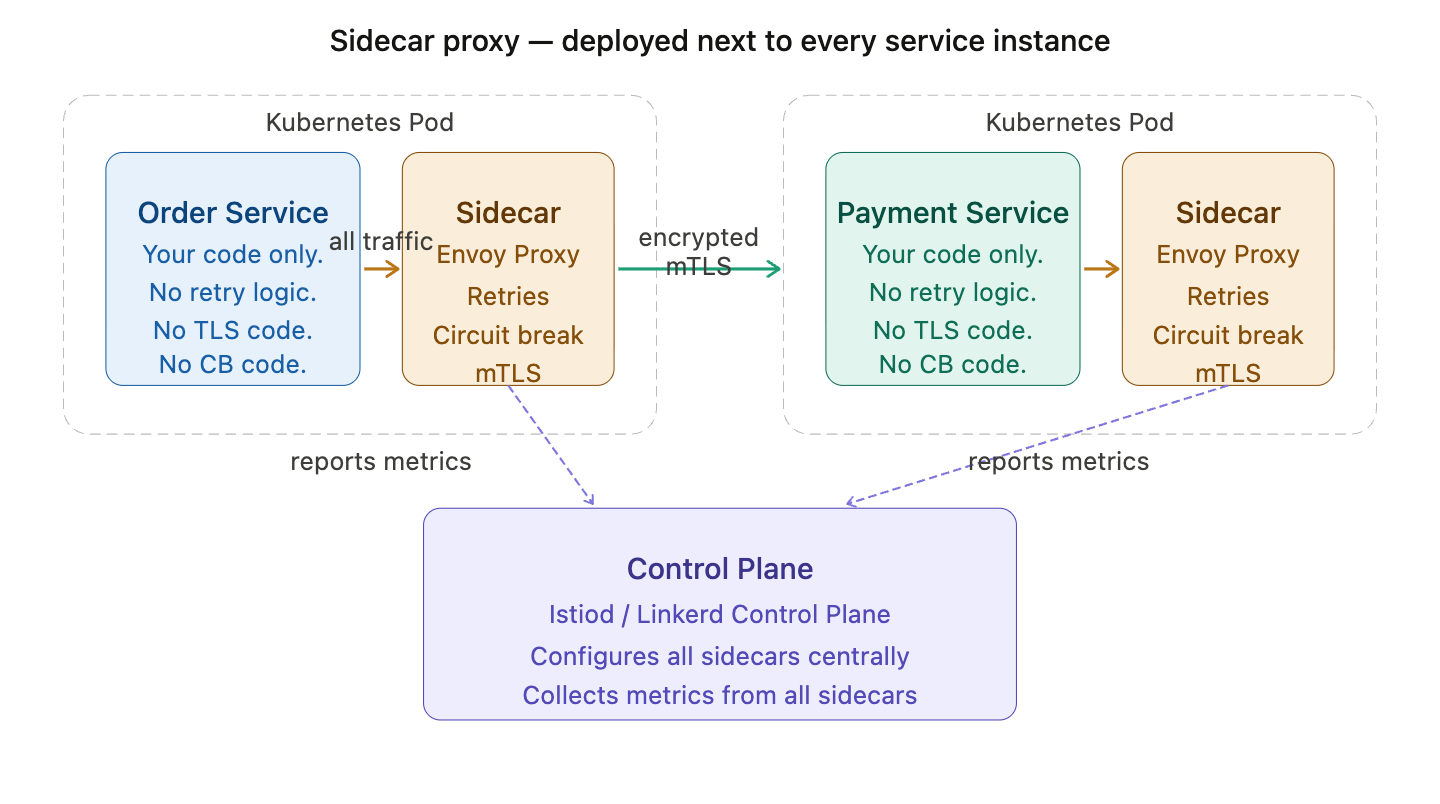 Sidecar proxy — deployed next to every service instance
Kubernetes Pod
Order Service
Your code only.
No retry logic.
No TLS code.
No CB code.
all traffic
Sidecar
Envoy Proxy
Retries
Circuit break
mTLS
encrypted
mTLS
Kubernetes Pod
Payment Service
Your code only.
No retry logic.
No TLS code.
No CB code.
Sidecar
Envoy Proxy
Retries
Circuit break
mTLS
reports metrics
reports metrics
Control Plane
Istiod / Linkerd Control Plane
Configures all sidecars centrally
Collects metrics from all sidecars